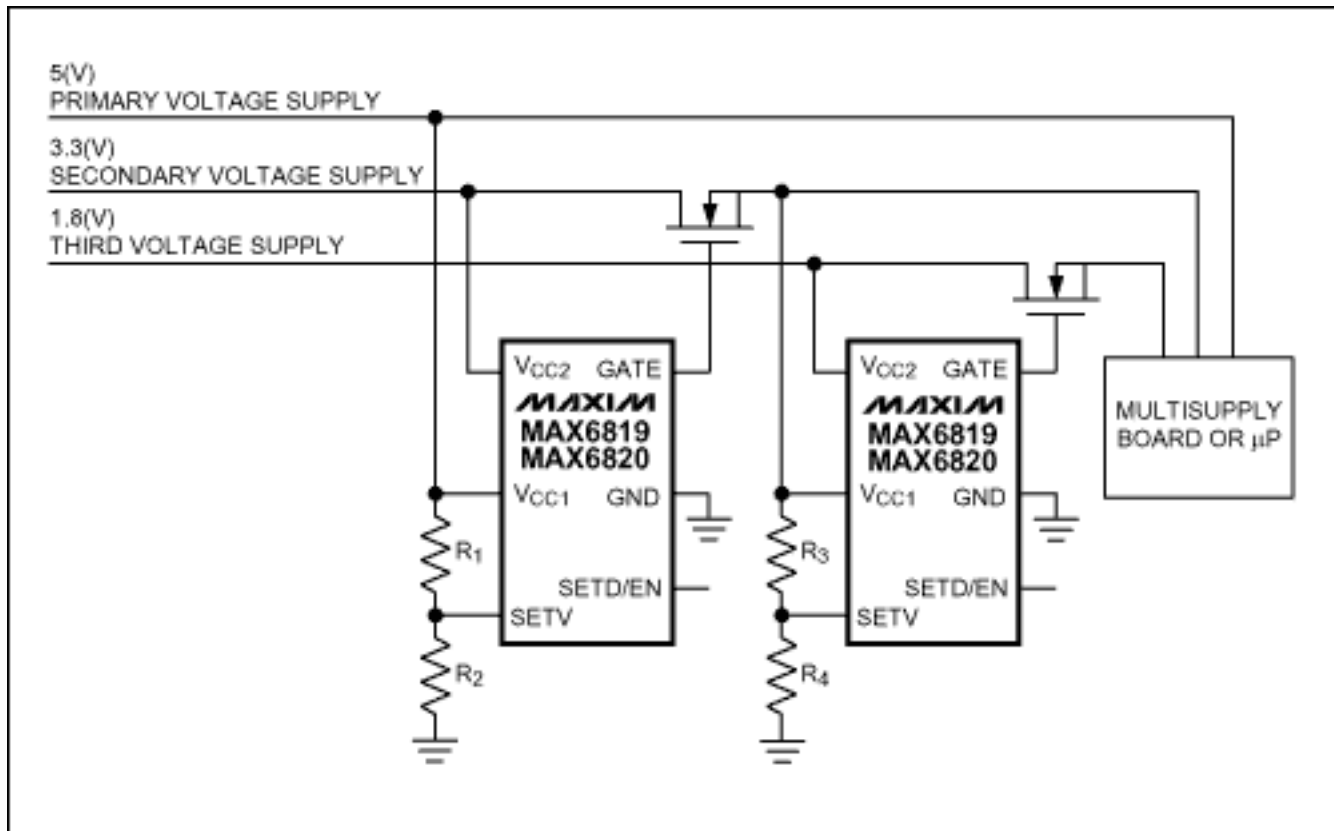 5(V)
PRIMARY VOLTAGE SUPPLY
3.3(V)
SECONDARY VOLTAGE SUPPLY
1.8(V)
THIRD VOLTAGE SUPPLY
VCC2 GATE
MAXIM
MAX6819
MAX6820
VCC1 GND
SETD/EN
SETV
R1
R2
VCC2 GATE
MAXIM
MAX6819
MAX6820
VCC1 GND
SETD/EN
SETV
R3
R4
MULTISUPPLY
BOARD OR µP